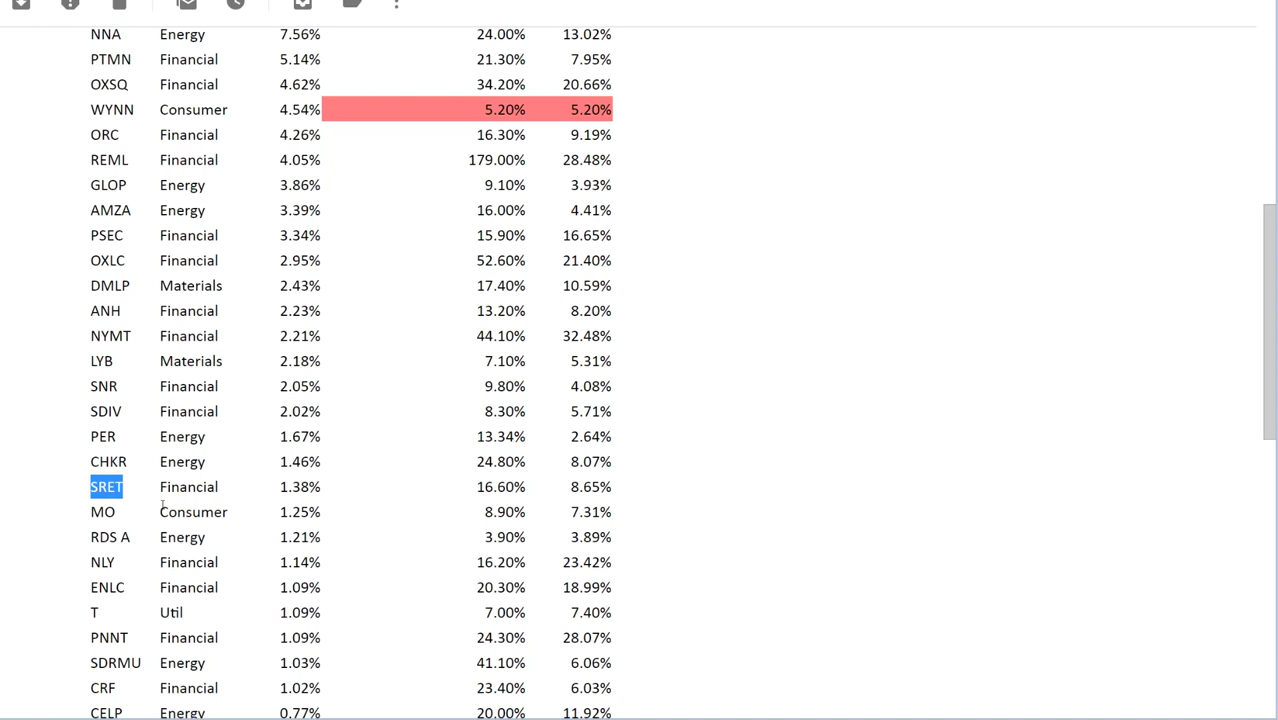 NNA Energy 7.56% 24.00% 13.02%
PTMN Financial 5.14% 21.30% 7.95%
OXSQ Financial 4.62% 34.20% 20.66%
WYNN Consumer 4.54% 5.20% 5.20%
ORC Financial 4.26% 16.30% 9.19%
REML Financial 4.05% 179.00% 28.48%
GLOP Energy 3.86% 9.10% 3.93%
AMZA Energy 3.39% 16.00% 4.41%
PSEC Financial 3.34% 15.90% 16.65%
OXLC Financial 2.95% 52.60% 21.40%
DMLP Materials 2.43% 17.40% 10.59%
ANH Financial 2.23% 13.20% 8.20%
NYMT Financial 2.21% 44.10% 32.48%
LYB Materials 2.18% 7.10% 5.31%
SNR Financial 2.05% 9.80% 4.08%
SDIV Financial 2.02% 8.30% 5.71%
PER Energy 1.67% 13.34% 2.64%
CHKR Energy 1.46% 24.80% 8.07%
SRET Financial 1.38% 16.60% 8.65%
MO Consumer 1.25% 8.90% 7.31%
RDS A Energy 1.21% 3.90% 3.89%
NLY Financial 1.14% 16.20% 23.42%
ENLC Financial 1.09% 20.30% 18.99%
T Util 1.09% 7.00% 7.40%
PNNT Financial 1.09% 24.30% 28.07%
SDRMU Energy 1.03% 41.10% 6.06%
CRF Financial 1.02% 23.40% 6.03%
CELP Energy 0.77% 20.00% 11.92%